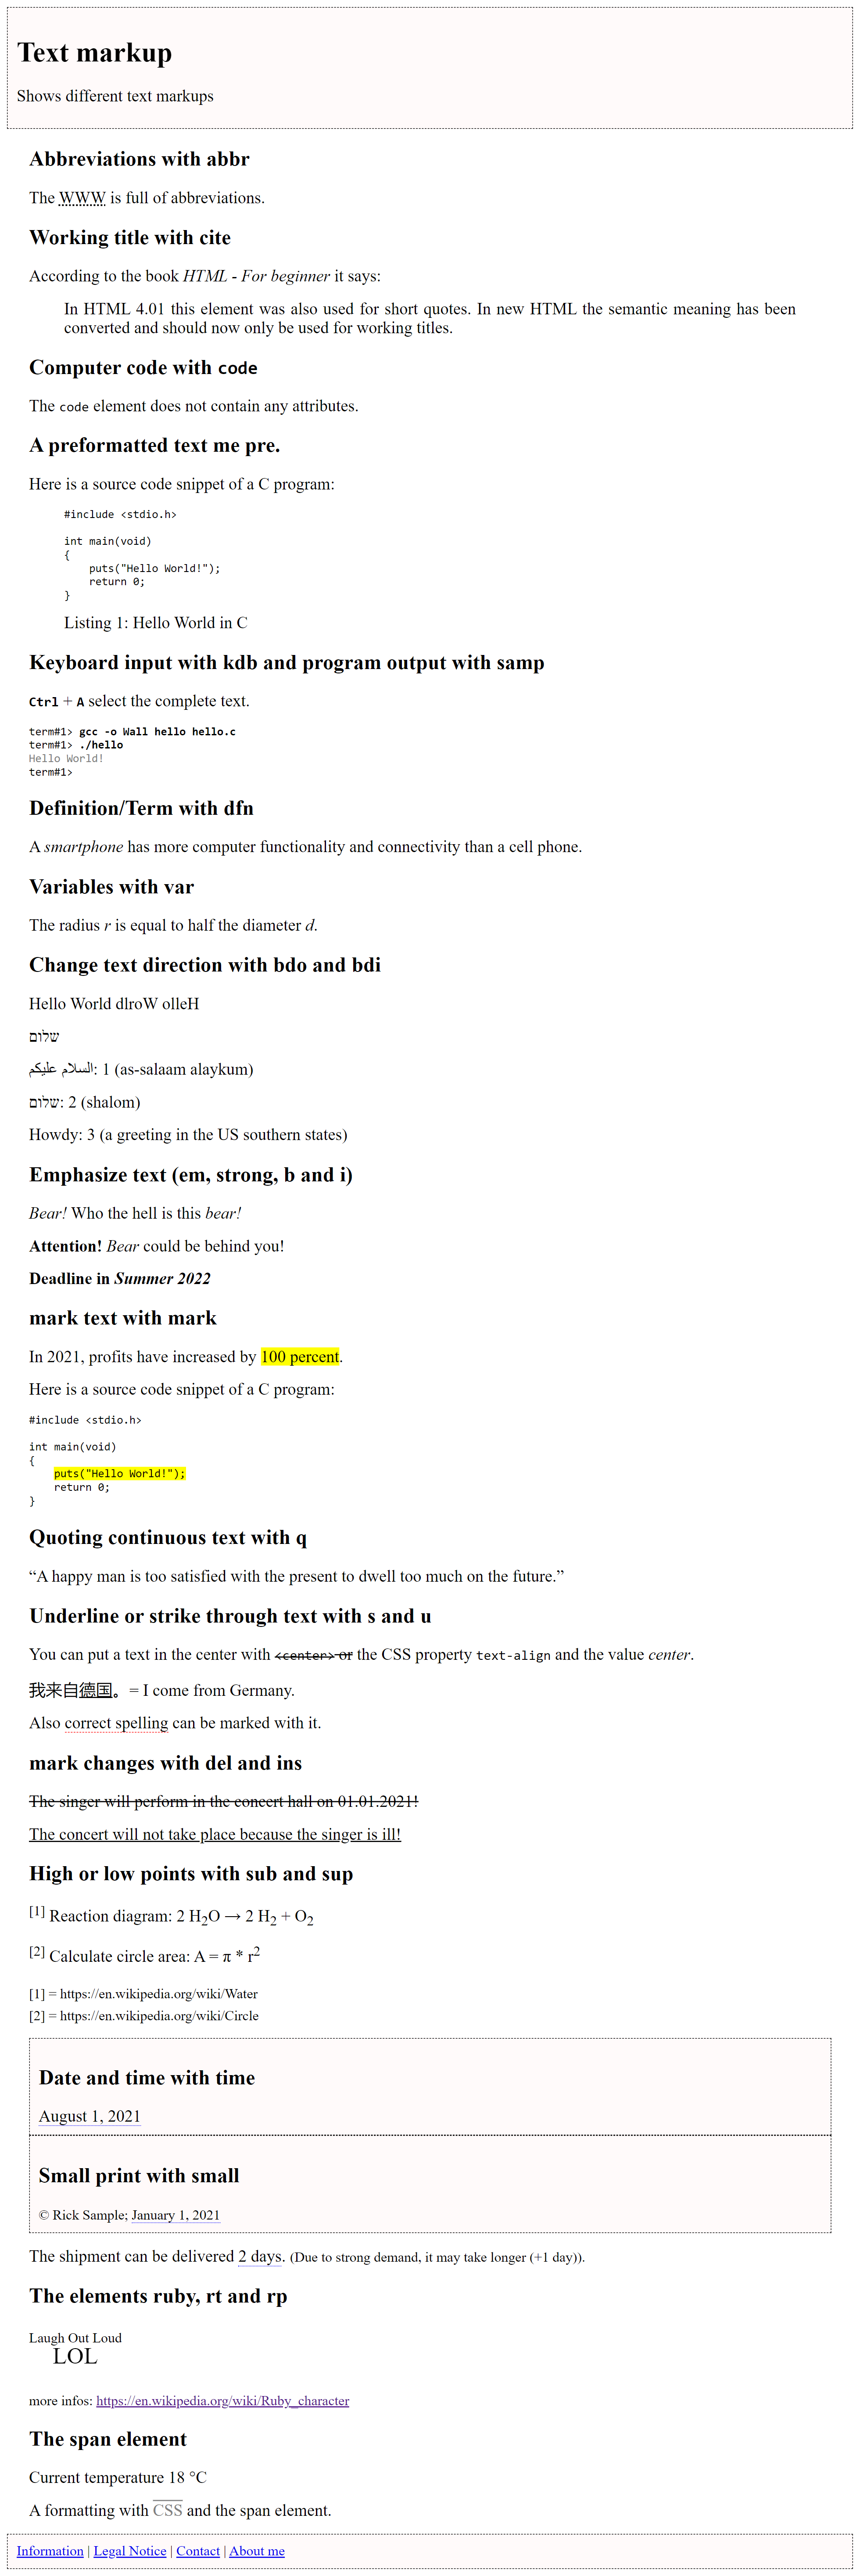 Text markup
Shows different text markups
Abbreviations with abbr
The WWW is full of abbreviations.
Working title with cite
According to the book HTML - For beginner it says:
In HTML 4.01 this element was also used for short quotes. In new HTML the semantic meaning has been
converted and should now only be used for working titles.
Computer code with code
The code element does not contain any attributes.
A preformatted text me pre.
Here is a source code snippet of a C program:
#include <stdio.h>
int main(void)
{
    puts("Hello World!");
    return 0;
}
Listing 1: Hello World in C
Keyboard input with kdb and program output with samp
Ctrl + A select the complete text.
term#1> gcc -o Wall hello hello.c
term#1> ./hello
Hello World!
term#1>
Definition/Term with dfn
A smartphone has more computer functionality and connectivity than a cell phone.
Variables with var
The radius r is equal to half the diameter d.
Change text direction with bdo and bdi
Hello World dlroW olleH
שלום
السلام عليكم: 1 (as-salaam alaykum)
שלום: 2 (shalom)
Howdy: 3 (a greeting in the US southern states)
Emphasize text (em, strong, b and i)
Bear! Who the hell is this bear!
Attention! Bear could be behind you!
Deadline in Summer 2022
mark text with mark
In 2021, profits have increased by 100 percent.
Here is a source code snippet of a C program:
#include <stdio.h>
int main(void)
{
    puts("Hello World!");
    return 0;
}
Quoting continuous text with q
“A happy man is too satisfied with the present to dwell too much on the future.”
Underline or strike through text with s and u
You can put a text in the center with <center> or the CSS property text-align and the value center.
我来自德国。= I come from Germany.
Also correct spelling can be marked with it.
mark changes with del and ins
The singer will perform in the concert hall on 01.01.2021!
The concert will not take place because the singer is ill!
High or low points with sub and sup
[1] Reaction diagram: 2 H2O → 2 H2 + O2
[2] Calculate circle area: A = π * r2
[1] = https://en.wikipedia.org/wiki/Water
[2] = https://en.wikipedia.org/wiki/Circle
Date and time with time
August 1, 2021
Small print with small
© Rick Sample; January 1, 2021
The shipment can be delivered 2 days. (Due to strong demand, it may take longer (+1 day)).
The elements ruby, rt and rp
Laugh Out Loud
LOL
more infos: https://en.wikipedia.org/wiki/Ruby_character
The span element
Current temperature 18 °C
A formatting with CSS and the span element.
Information | Legal Notice | Contact | About me